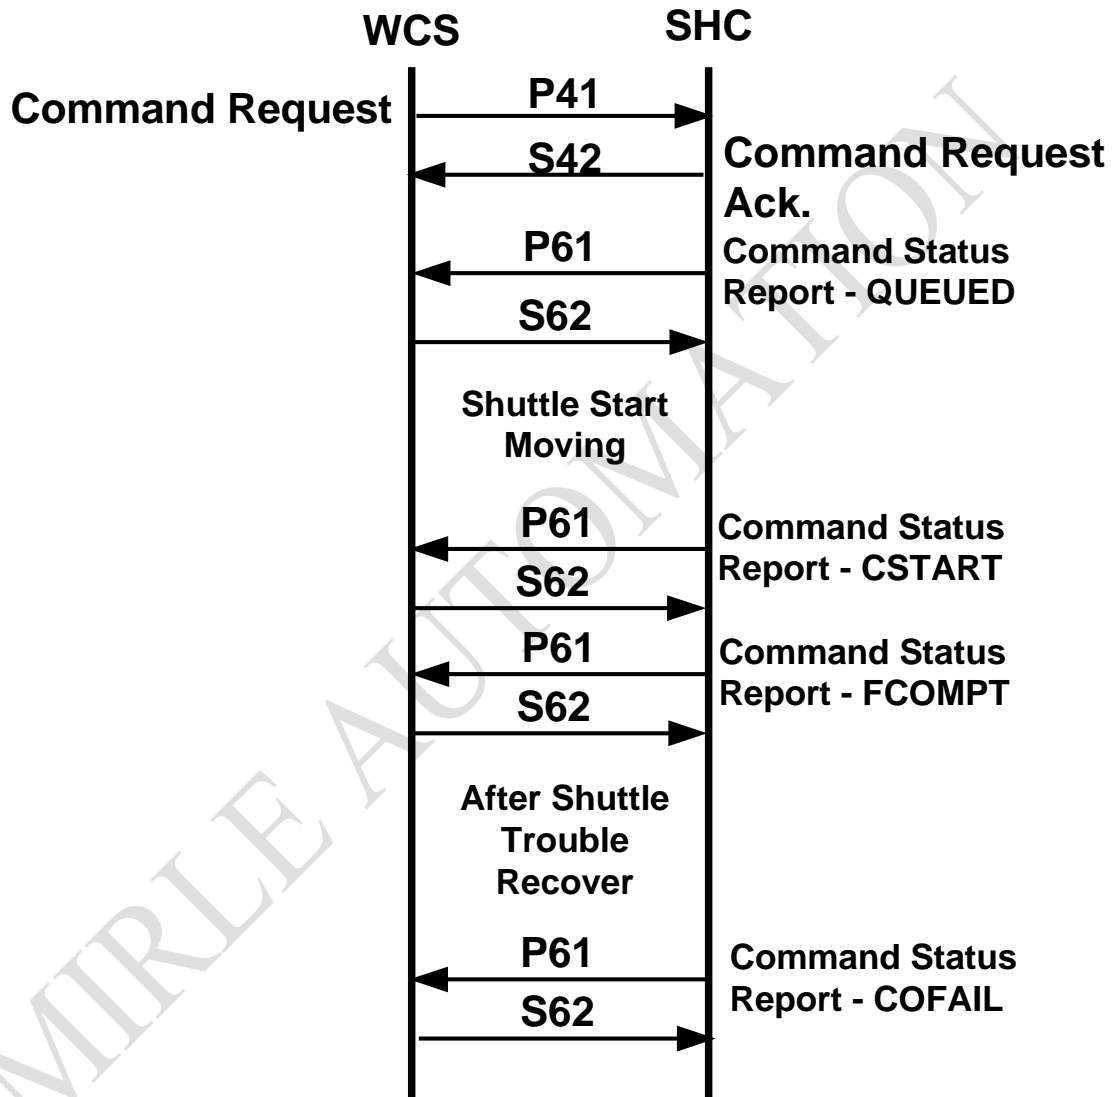 WCS
SHC
Command Request
P41
S42
Command Request
Ack.
P61
Command Status
Report - QUEUED
S62
Shuttle Start
Moving
P61
Command Status
Report - CSTART
S62
P61
Command Status
Report - FCOMPT
S62
After Shuttle
Trouble
Recover
P61
Command Status
Report - COFAIL
S62
MIRLE AUTOMATION